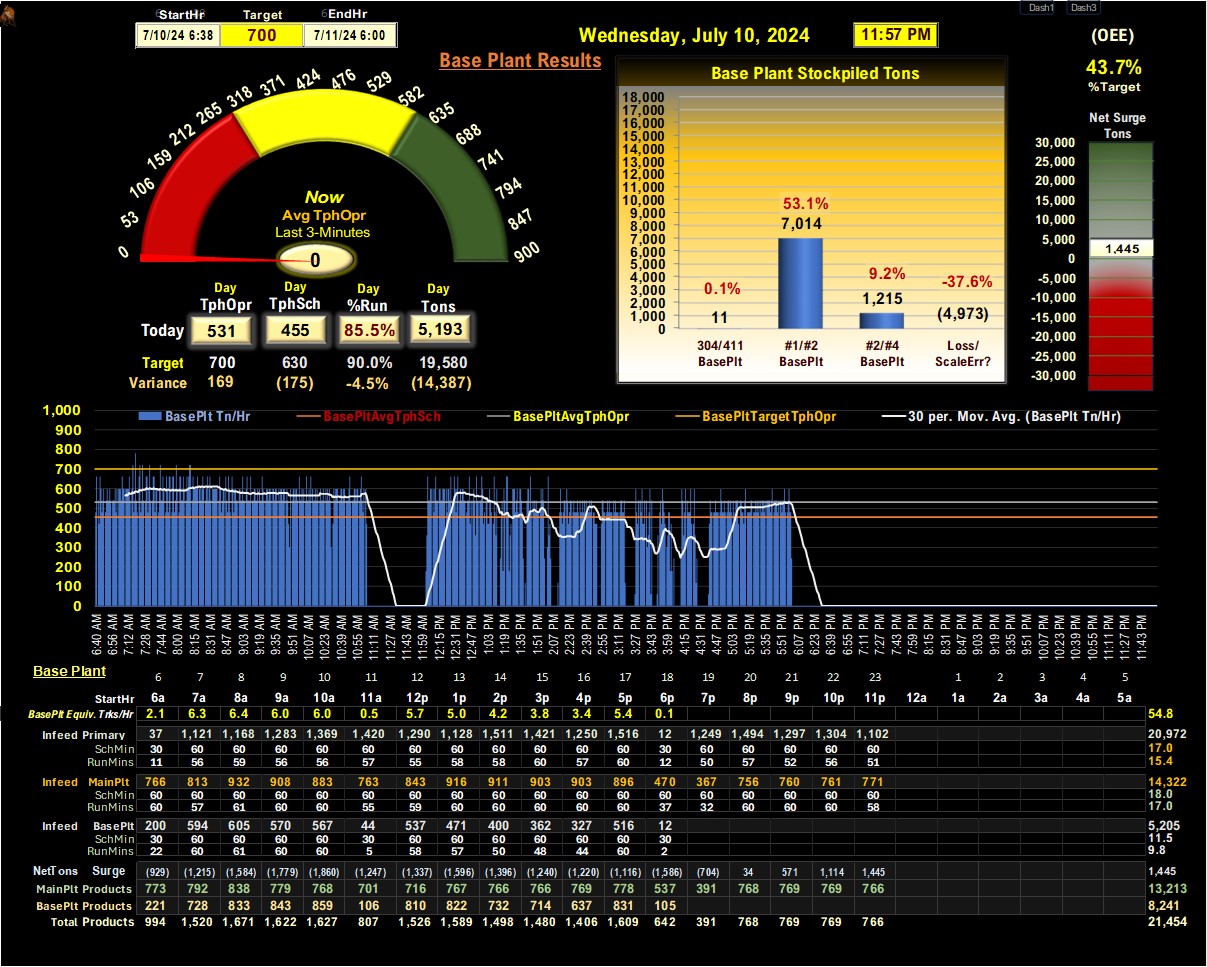 StartHr Target EndHr
7/10/24 6:38 700 7/11/24 6:00
Wednesday, July 10, 2024 11:57 PM
Dash1 Dash3
(OEE)
43.7%
%Target
Base Plant Results
0 53 106 159 212 265 318 371 424 476 529 582 635 688 741 794 847 900
Now
Avg TphOpr
Last 3-Minutes
0
Day Day Day Day
TphOpr TphSch %Run Tons
Today 531 455 85.5% 5,193
Target 700 630 90.0% 19,580
Variance 169 (175) -4.5% (14,387)
Base Plant Stockpiled Tons
18,000
17,000
16,000
15,000
14,000
13,000
12,000
11,000
10,000
9,000
8,000
7,000
6,000
5,000
4,000
3,000
2,000
1,000
0
0.1% 53.1% 9.2% -37.6%
11 7,014 1,215 (4,973)
304/411 #1/#2 #2/#4 Loss/
BasePlt BasePlt BasePlt ScaleErr?
Net Surge
Tons
30,000
25,000
20,000
15,000
10,000
5,000
1,445
0
-5,000
-10,000
-15,000
-20,000
-25,000
-30,000
BasePlt Tn/Hr BasePltAvgTphSch BasePltAvgTphOpr BasePltTargetTphOpr 30 per. Mov. Avg. (BasePlt Tn/Hr)
1,000
900
800
700
600
500
400
300
200
100
0
6:40 AM 6:56 AM 7:12 AM 7:28 AM 7:44 AM 8:00 AM 8:15 AM 8:31 AM 8:47 AM 9:03 AM 9:19 AM 9:35 AM 9:51 AM 10:07 AM 10:23 AM 10:39 AM 10:55 AM 11:11 AM 11:27 AM 11:43 AM 11:59 AM 12:15 PM 12:31 PM 12:47 PM 1:03 PM 1:19 PM 1:35 PM 1:51 PM 2:07 PM 2:23 PM 2:39 PM 2:55 PM 3:11 PM 3:27 PM 3:43 PM 3:59 PM 4:15 PM 4:31 PM 4:47 PM 5:03 PM 5:19 PM 5:35 PM 5:51 PM 6:07 PM 6:23 PM 6:39 PM 6:55 PM 7:11 PM 7:27 PM 7:43 PM 7:59 PM 8:15 PM 8:31 PM 8:47 PM 9:03 PM 9:19 PM 9:35 PM 9:51 PM 10:07 PM 10:23 PM 10:39 PM 10:55 PM 11:11 PM 11:27 PM 11:43 PM
Base Plant 6 7 8 9 10 11 12 13 14 15 16 17 18 19 20 21 22 23 1 2 3 4 5
StartHr 6a 7a 8a 9a 10a 11a 12p 1p 2p 3p 4p 5p 6p 7p 8p 9p 10p 11p 12a 1a 2a 3a 4a 5a
BasePlt Equiv. Trks/Hr 2.1 6.3 6.4 6.0 6.0 0.5 5.7 5.0 4.2 3.8 3.4 5.4 0.1 54.8
Infeed Primary 37 1,121 1,168 1,283 1,369 1,420 1,290 1,128 1,511 1,421 1,250 1,516 12 1,249 1,494 1,297 1,304 1,102 20,972
SchMin 30 60 60 60 60 60 60 60 60 60 60 60 30 60 60 60 60 60 17.0
RunMins 11 56 59 56 56 57 55 58 58 60 57 60 12 50 57 52 56 51 15.4
Infeed MainPlt 766 813 932 908 883 763 843 916 911 903 903 896 470 367 756 760 761 771 14,322
SchMin 30 60 60 60 60 60 60 60 60 60 60 60 60 60 60 60 60 60 18.0
RunMins 30 57 61 60 60 55 59 60 60 60 60 60 37 32 60 60 60 58 17.0
Infeed BasePlt 200 594 605 570 567 44 537 471 400 362 327 516 12 5,205
SchMin 30 60 60 60 60 30 60 60 60 60 60 60 30 11.5
RunMins 22 60 61 60 60 5 58 57 50 48 44 60 2 9.8
NetTons Surge (929) (1,215) (1,584) (1,779) (1,860) (1,247) (1,337) (1,596) (1,396) (1,240) (1,220) (1,116) (1,586) (704) 34 571 1,114 1,445 1,445
MainPlt Products 773 792 838 779 768 701 716 767 766 766 769 778 537 391 768 769 769 766 13,213
BasePlt Products 221 728 833 843 859 106 810 822 732 714 637 831 105 8,241
Total Products 994 1,520 1,671 1,622 1,627 807 1,526 1,589 1,498 1,480 1,406 1,609 642 391 768 769 769 766 21,454